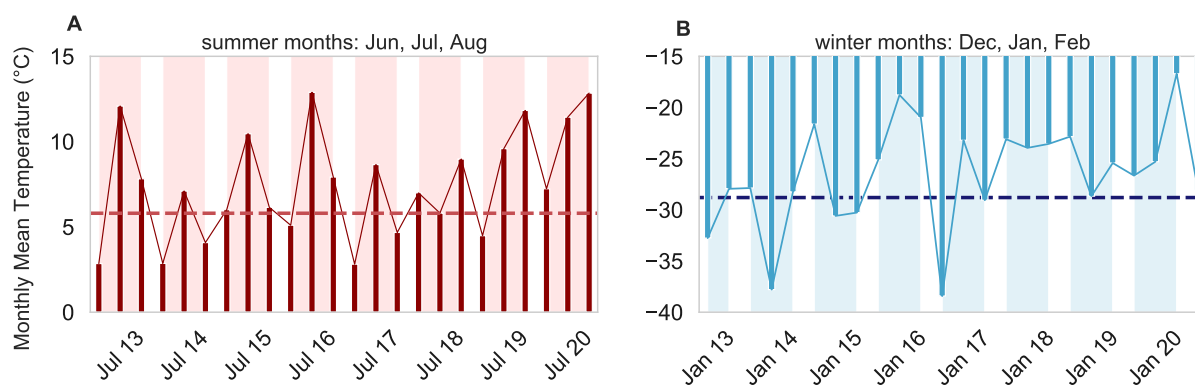 A
summer months: Jun, Jul, Aug
Monthly Mean Temperature (°C)
15
10
5
0
Jul 13
Jul 14
Jul 15
Jul 16
Jul 17
Jul 18
Jul 19
Jul 20
B
winter months: Dec, Jan, Feb
−15
−20
−25
−30
−35
−40
Jan 13
Jan 14
Jan 15
Jan 16
Jan 17
Jan 18
Jan 19
Jan 20